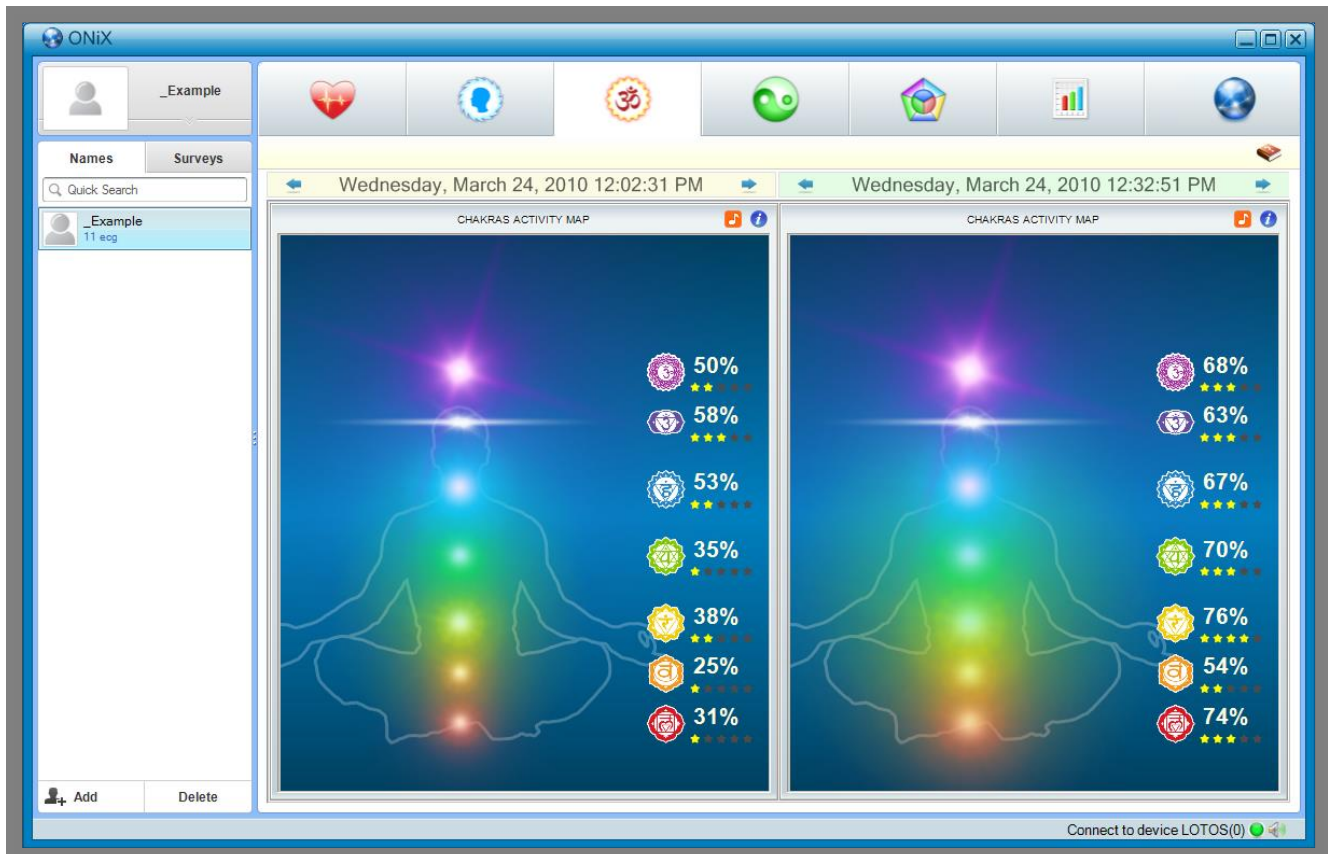 ONiX
_Example
Names Surveys
Quick Search
_Example
11 ecg
Wednesday, March 24, 2010 12:02:31 PM
CHAKRAS ACTIVITY MAP
50%
58%
53%
35%
38%
25%
31%
Wednesday, March 24, 2010 12:32:51 PM
CHAKRAS ACTIVITY MAP
68%
63%
67%
70%
76%
54%
74%
Add Delete
Connect to device LOTOS(0)